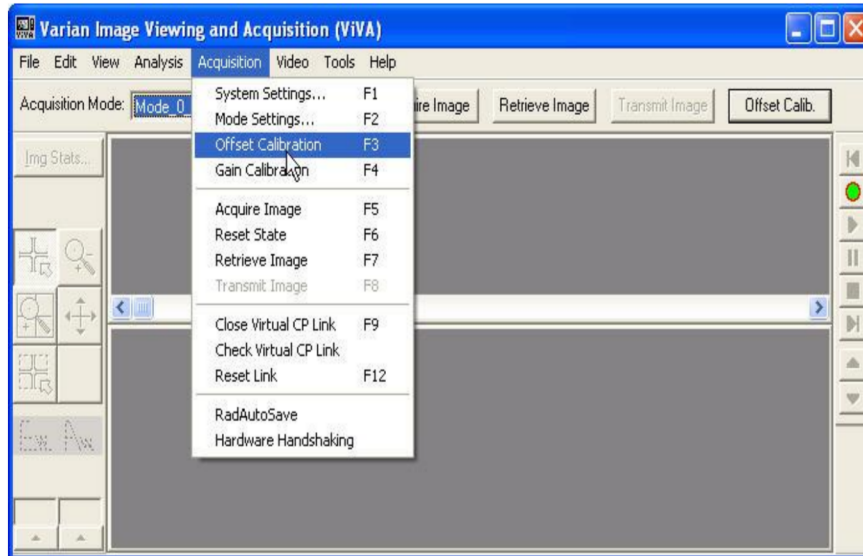 Varian Image Viewing and Acquisition (ViVA)
File Edit View Analysis Acquisition Video Tools Help
Acquisition Mode: Mode_0 Image Retrieve Image Transmit Image Offset Calib.
System Settings... F1
Mode Settings... F2
Offset Calibration F3
Gain Calibration F4
Acquire Image F5
Reset State F6
Retrieve Image F7
Transmit Image F8
Close Virtual CP Link F9
Check Virtual CP Link
Reset Link F12
RadAutoSave
Hardware Handshaking
Img Stats...